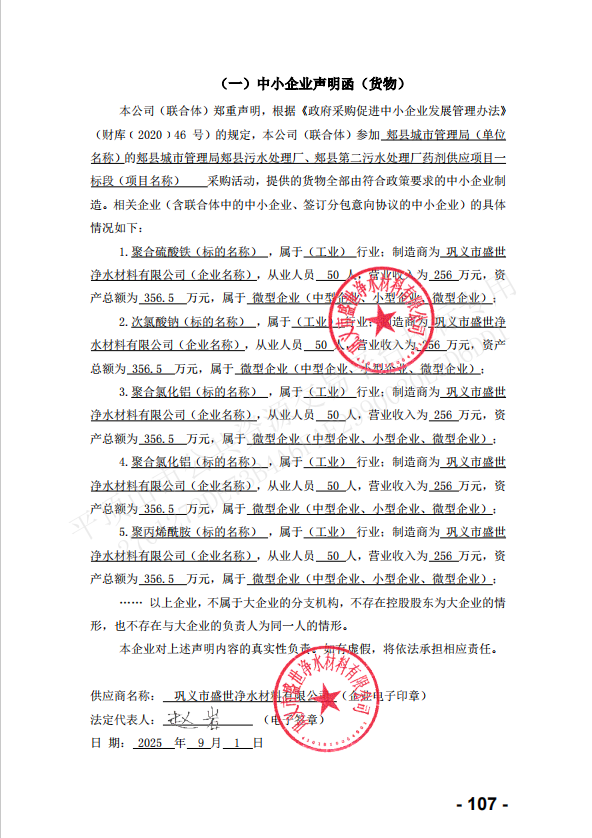 （一）中小企业声明函（货物）
本公司（联合体）郑重声明，根据《政府采购促进中小企业发展管理办法》
（财库﹝2020﹞46 号）的规定，本公司（联合体）参加 郏县城市管理局（单位
名称）的郏县城市管理局郏县污水处理厂、郏县第二污水处理厂药剂供应项目一
标段（项目名称） 采购活动，提供的货物全部由符合政策要求的中小企业制
造。相关企业（含联合体中的中小企业、签订分包意向协议的中小企业）的具体
情况如下：
1. 聚合硫酸铁（标的名称） ，属于（工业）行业；制造商为 巩义市盛世
净水材料有限公司（企业名称），从业人员 50 人，营业收入为 256 万元，资
产总额为 356.5 万元，属于 微型企业（中型企业、小型企业、微型企业）；
2. 次氯酸钠（标的名称） ，属于（工业）行业；制造商为 巩义市盛世净
水材料有限公司（企业名称），从业人员 50 人，营业收入为 256 万元，资产
总额为 356.5 万元，属于 微型企业（中型企业、小型企业、微型企业）；
3. 聚合氯化铝（标的名称） ，属于（工业）行业；制造商为 巩义市盛世
净水材料有限公司（企业名称），从业人员 50 人，营业收入为 256 万元，资
产总额为 356.5 万元，属于 微型企业（中型企业、小型企业、微型企业）；
4. 聚合氯化铝（标的名称） ，属于（工业）行业；制造商为 巩义市盛世
净水材料有限公司（企业名称），从业人员 50 人，营业收入为 256 万元，资
产总额为 356.5 万元，属于 微型企业（中型企业、小型企业、微型企业）；
5. 聚丙烯酰胺（标的名称） ，属于（工业）行业；制造商为 巩义市盛世
净水材料有限公司（企业名称），从业人员 50 人，营业收入为 256 万元，资
产总额为 356.5 万元，属于 微型企业（中型企业、小型企业、微型企业）；
…… 以上企业，不属于大企业的分支机构，不存在控股股东为大企业的情
形，也不存在与大企业的负责人为同一人的情形。
本企业对上述声明内容的真实性负责。如有虚假，将依法承担相应责任。
供应商名称： 巩义市盛世净水材料有限公司（企业电子印章）
法定代表人： 赵岩 （电子签章）
日 期： 2025 年 9 月 1 日
巩义市盛世净水材料有限公司
巩义市盛世净水材料有限公司
- 107 -